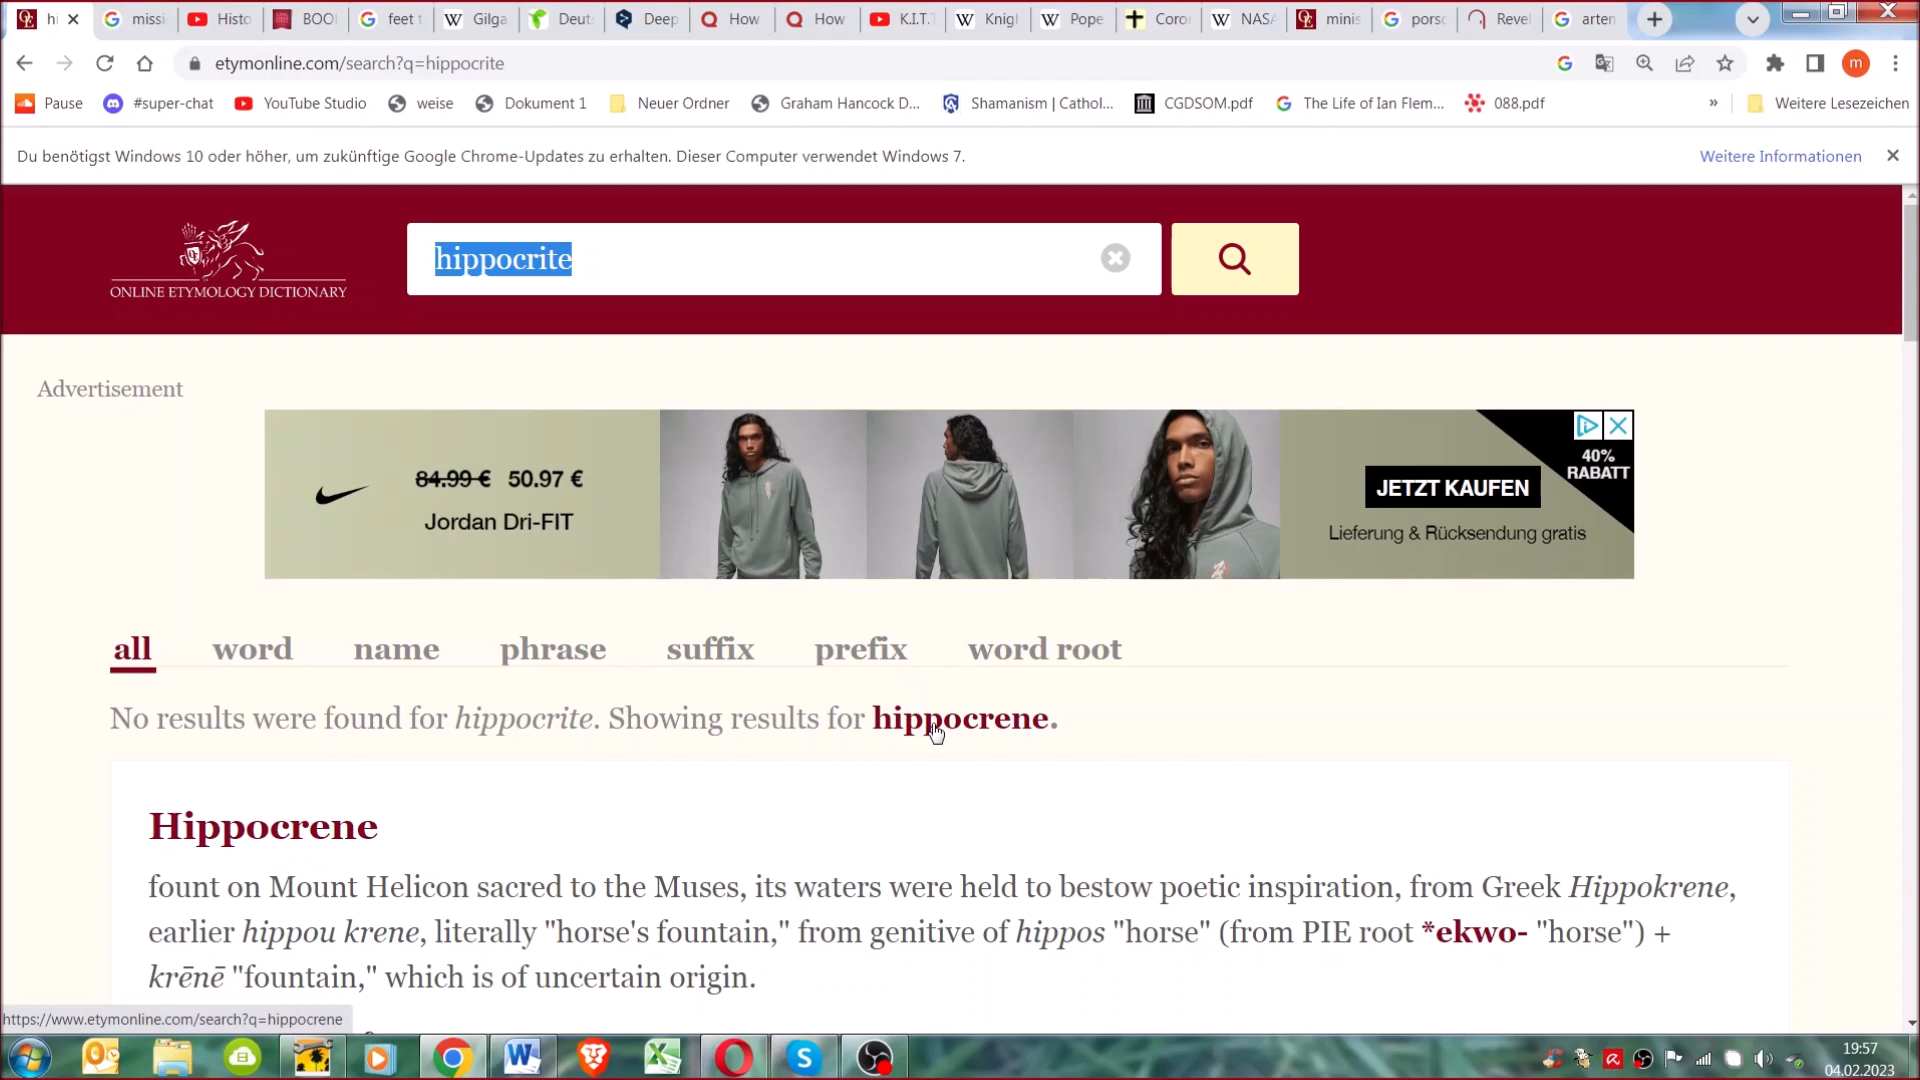 hi
missi
Histo
BOO
feet t
Gilga
Deut
Deep
How
How
K.I.T.
Knigl
Pope
Coro
NAS
minis
porsc
Reve
arten
etymonline.com/search?q=hippocrite
Pause
#super-chat
YouTube Studio
weise
Dokument 1
Neuer Ordner
Graham Hancock D...
Shamanism | Cathol...
CGDSOM.pdf
The Life of Ian Flem...
088.pdf
»
Weitere Lesezeichen
Du benötigst Windows 10 oder höher, um zukünftige Google Chrome-Updates zu erhalten. Dieser Computer verwendet Windows 7.
Weitere Informationen
ONLINE ETYMOLOGY DICTIONARY
hippocrite
Advertisement
84.99 € 50.97 €
Jordan Dri-FIT
40%
RABATT
JETZT KAUFEN
Lieferung & Rücksendung gratis
all word name phrase suffix prefix word root
No results were found for hippocrite. Showing results for hippocrene.
Hippocrene
fount on Mount Helicon sacred to the Muses, its waters were held to bestow poetic inspiration, from Greek Hippokrene,
earlier hippou krene, literally "horse's fountain," from genitive of hippos "horse" (from PIE root *ekwo- "horse") +
krēnē "fountain," which is of uncertain origin.
https://www.etymonline.com/search?q=hippocrene
19:57
04.02.2023